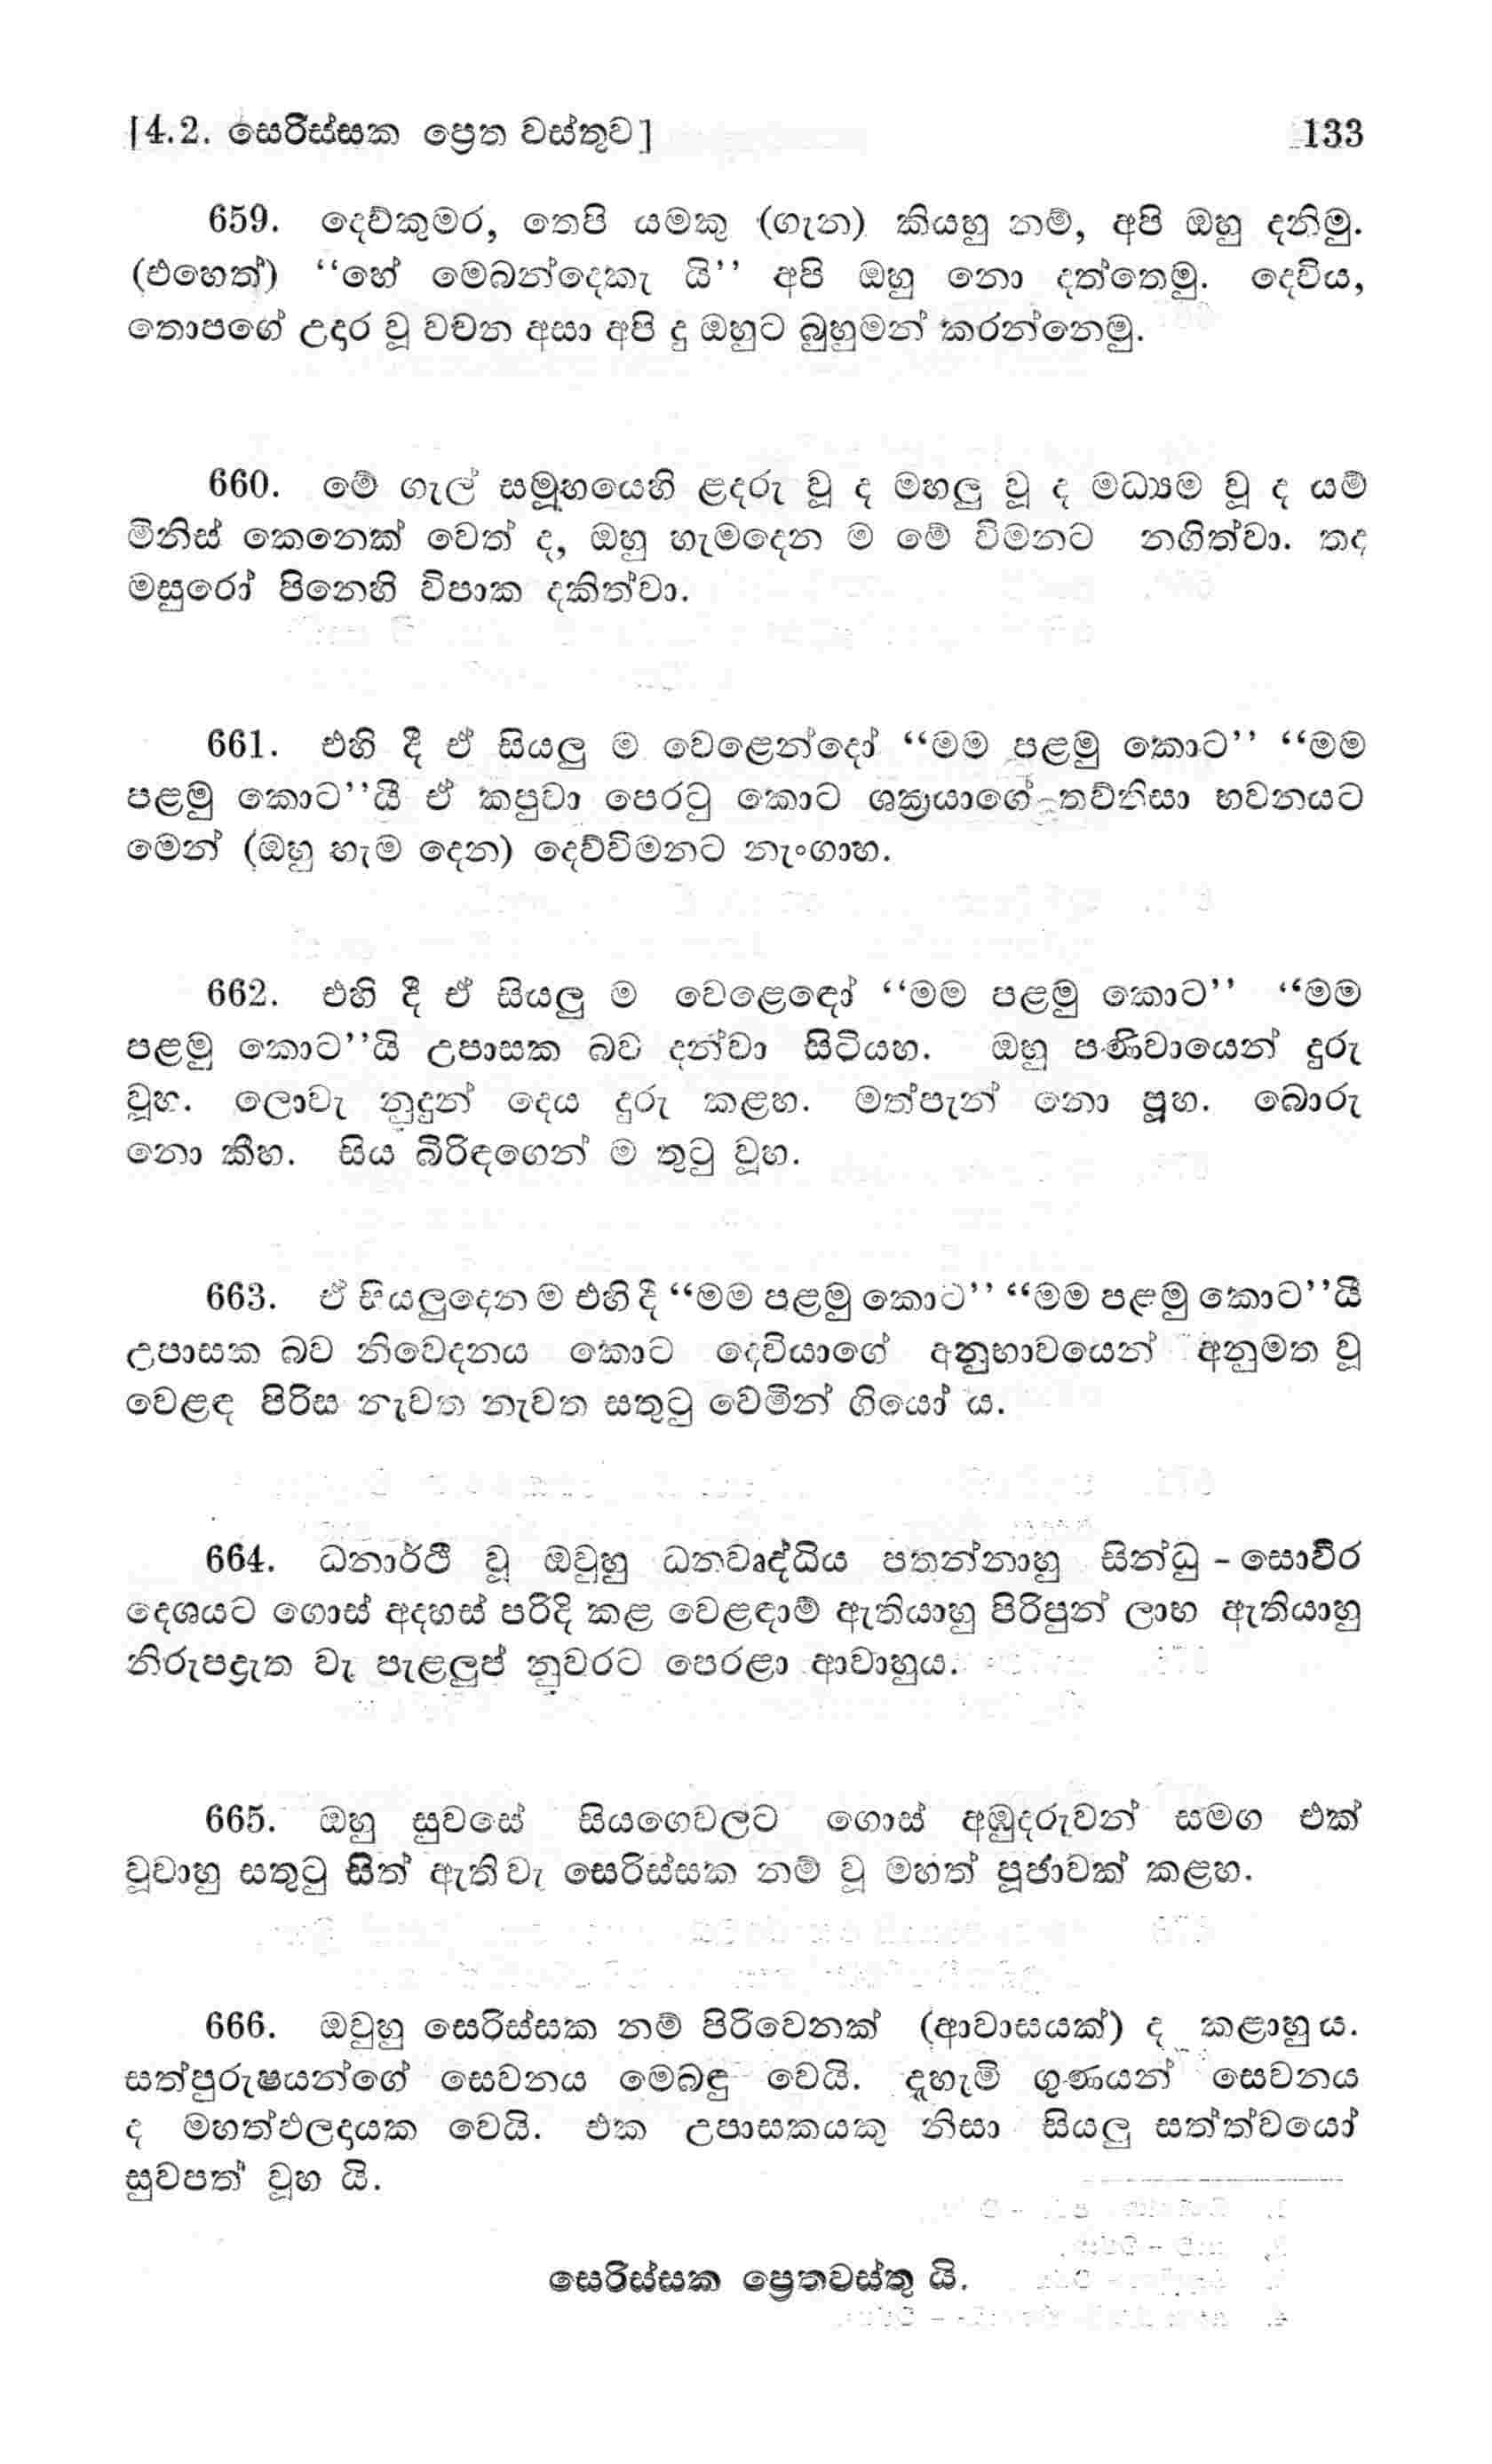 [4.2. සෙරිස්සක ප්‍රෙත වස්තුව] 133
659. දෙව්කුමර, තෙපි යමකු (ගැන) කියහු නම්, අපි ඔහු දනිමු.
(එහෙත්) “හේ මෙබන්දෙකැ යි” අපි ඔහු නො දත්තෙමු. දෙවිය,
තොපගේ උදර වූ වචන අසා අපි දු ඔහුට බුහුමන් කරන්නෙමු.
660. මේ ගැල් සමූහයෙහි ළදරු වූ ද මහලු වූ ද මධ්‍යම වූ ද යම්
මිනිස් කෙනෙක් වෙත් ද, ඔහු හැමදෙන ම මේ විමනට නගිත්වා. තද
මසුරෝ පිනෙහි විපාක දකිත්වා.
661. එහි දී ඒ සියලු ම වෙළෙන්දෝ “මම පළමු කොට” “මම
පළමු කොට”යී ඒ කපුවා පෙරටු කොට ශක්‍රයාගේ තව්තිසා භවනයට
මෙන් (ඔහු හැම දෙන) දෙව්විමනට නැංගාහ.
662. එහි දී ඒ සියලු ම වෙළෙඳෝ “මම පළමු කොට” “මම
පළමු කොට”යි උපාසක බව දන්වා සිටියහ. ඔහු පණිවායෙන් දුරු
වූහ. ලොවැ නුදුන් දෙය දුරු කළහ. මත්පැන් නො පූහ. බොරු
නො කීහ. සිය බිරිඳගෙන් ම තුටු වූහ.
663. ඒ සියලුදෙන ම එහි දී “මම පළමු කොට” “මම පළමු කොට”යී
උපාසක බව නිවෙදනය කොට දෙවියාගේ අනුභාවයෙන් අනුමත වූ
වෙළඳ පිරිස නැවත නැවත සතුටු වෙමින් ගියෝ ය.
664. ධනාර්ථී වූ ඔවුහු ධනවෘද්ධිය පතන්නාහු සින්ධු - සොවීර
දෙශයට ගොස් අදහස් පරිදි කළ වෙළඳාම් ඇතියාහු පිරිපුන් ලාභ ඇතියාහු
නිරුපද්‍රැත වැ පැළලුප් නුවරට පෙරළා ආවාහුය.
665. ඔහු සුවසේ සියගෙවලට ගොස් අඹුදරුවන් සමග එක්
වූවාහු සතුටු සිත් ඇති වැ සෙරිස්සක නම් වූ මහත් පූජාවක් කළහ.
666. ඔවුහු සෙරිස්සක නම් පිරිවෙනක් (ආවාසයක්) ද කළාහු ය.
සත්පුරුෂයන්ගේ සෙවනය මෙබඳු වෙයි. දැහැමි ගුණයන් සෙවනය
ද මහත්ඵලදයක වෙයි. එක උපාසකයකු නිසා සියලු සත්ත්වයෝ
සුවපත් වූහ යි.
සෙරිස්සක ප්‍රෙතවස්තු යි.